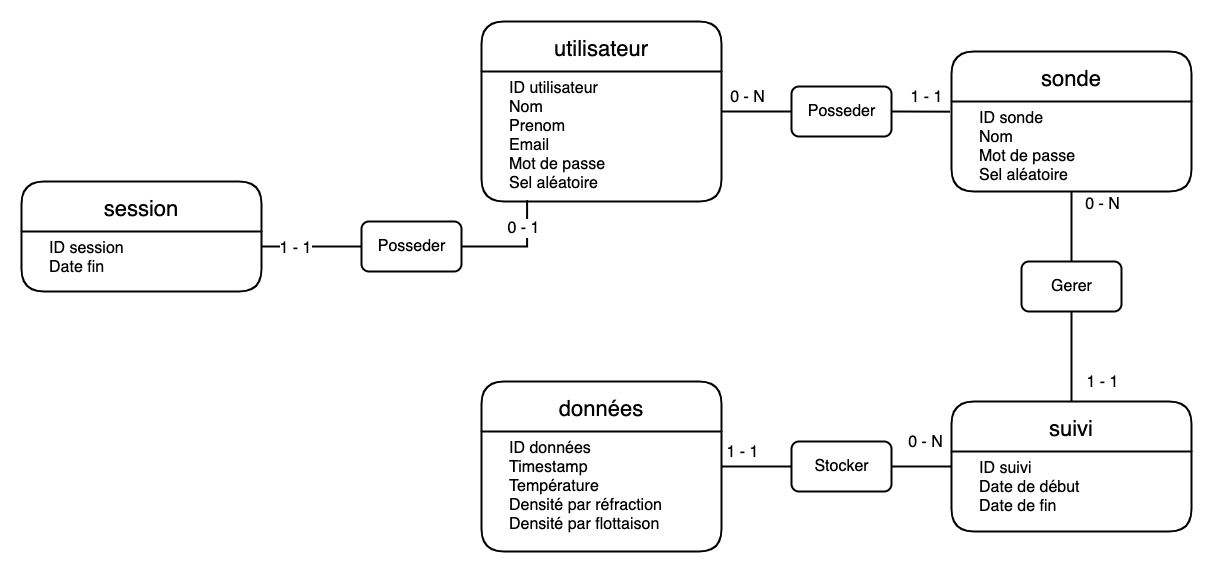 utilisateur
ID utilisateur
Nom
Prenom
Email
Mot de passe
Sel aléatoire
0 - N
Posseder
1 - 1
sonde
ID sonde
Nom
Mot de passe
Sel aléatoire
session
ID session
Date fin
1 - 1
Posseder
0 - 1
0 - N
Gerer
1 - 1
données
ID données
Timestamp
Température
Densité par réfraction
Densité par flottaison
1 - 1
Stocker
0 - N
suivi
ID suivi
Date de début
Date de fin